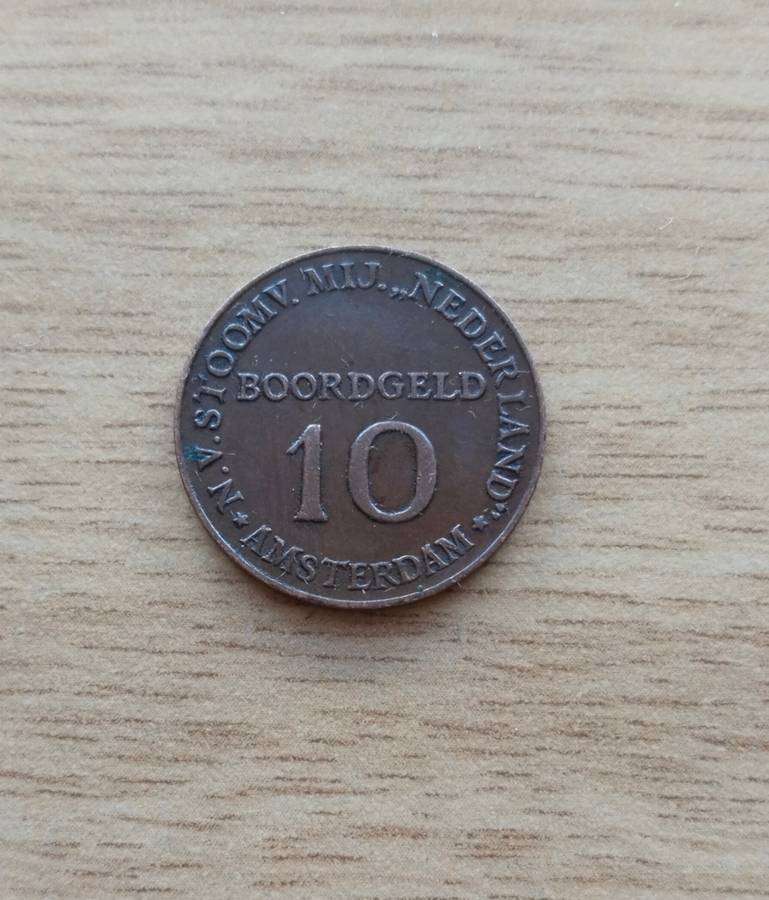 N.V. STOOMV. MIJ. „NEDERLAND”
BOORDGELD
10
* AMSTERDAM *